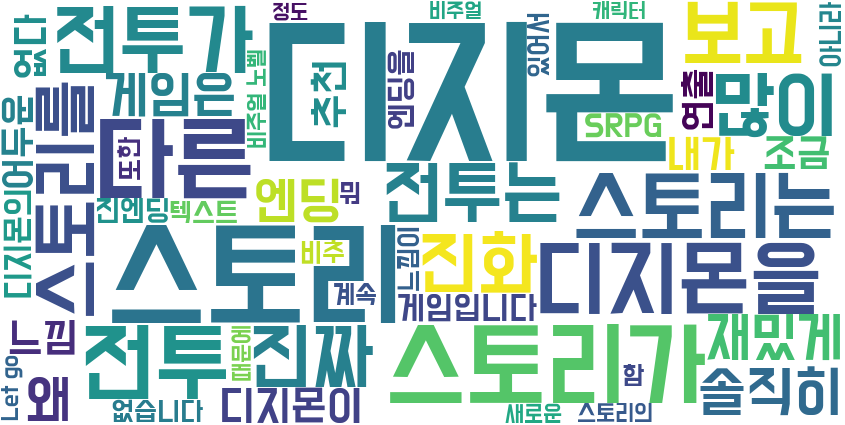 정도
비주얼
캐릭터
없다
전투가
디지몬
보고
아니라
게임은
비주얼 노벨
추천
엔딩을
있어서
연출
많이
스토리를
다른
또한
SRPG
내가
조금
디지몬의
어두운
진엔딩
텍스트
엔딩
뭐
전투는
스토리는
스토리
비추
느낌이
진화
디지몬을
계속
게임입니다
느낌
전투
때문에
진짜
스토리가
재밌게
Let go
왜
없습니다
디지몬이
함
솔직히
새로운
스토리의